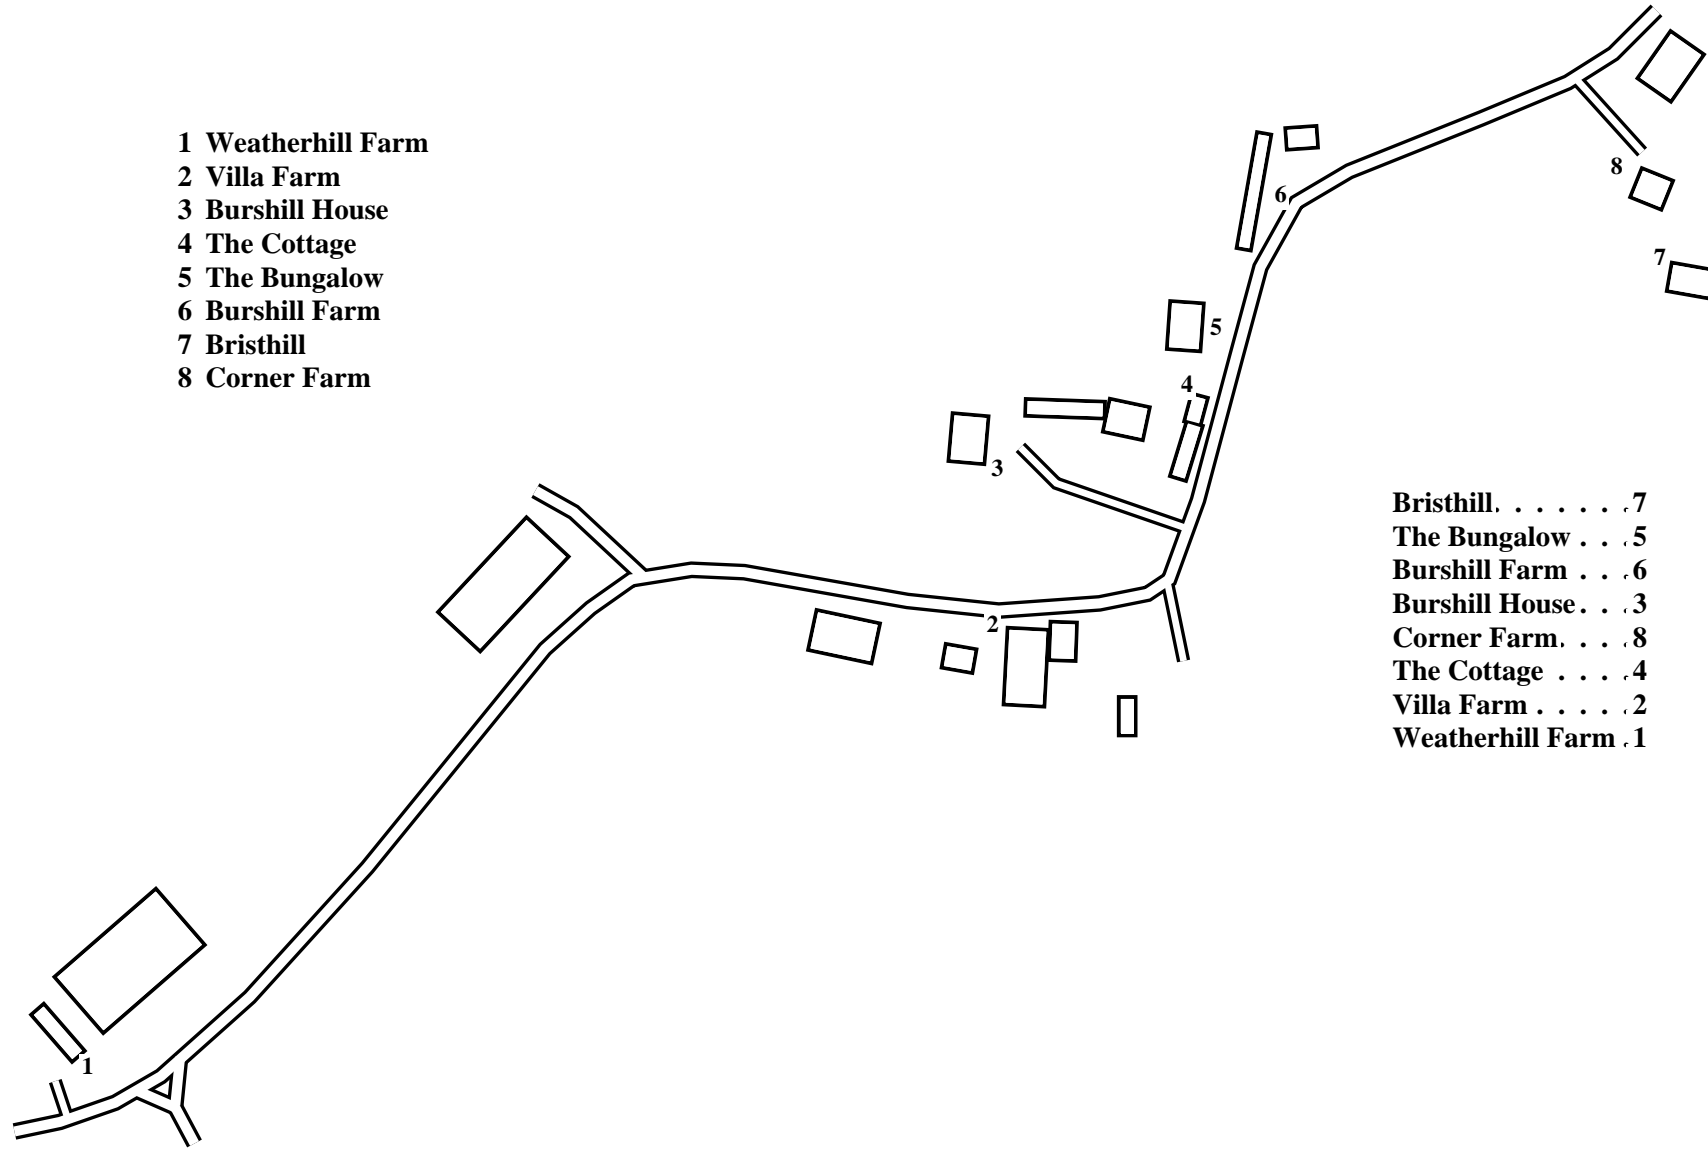 1 Weatherhill Farm
2 Villa Farm
3 Burshill House
4 The Cottage
5 The Bungalow
6 Burshill Farm
7 Bristhill
8 Corner Farm
8
6
7
5
4
3
Bristhill. . . . . . . .7
The Bungalow . . .5
Burshill Farm . . .6
Burshill House. . .3
Corner Farm. . . .8
The Cottage . . . .4
Villa Farm . . . . .2
Weatherhill Farm .1
2
1